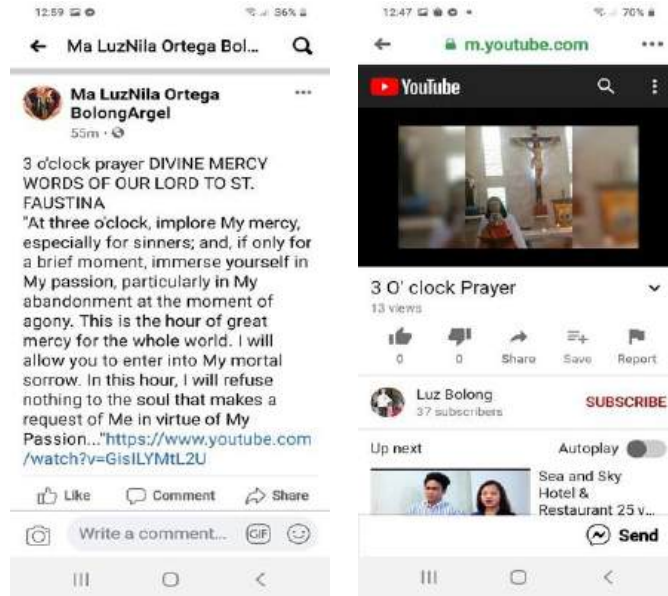 12:59
36%
Ma LuzNila Ortega Bol...
Ma LuzNila Ortega
BolongArgel
55m
3 o'clock prayer DIVINE MERCY
WORDS OF OUR LORD TO ST.
FAUSTINA
"At three o'clock, implore My mercy,
especially for sinners; and, if only for
a brief moment, immerse yourself in
My passion, particularly in My
abandonment at the moment of
agony. This is the hour of great
mercy for the whole world. I will
allow you to enter into My mortal
sorrow. In this hour, I will refuse
nothing to the soul that makes a
request of Me in virtue of My
Passion..."https://www.youtube.com
/watch?v=GisILYMtL2U
Like Comment Share
Write a comment... GIF
12:47
70%
m.youtube.com
YouTube
3 O' clock Prayer
13 views
0 0 Share Save Report
Luz Bolong
37 subscribers
SUBSCRIBE
Up next Autoplay
Sea and Sky
Hotel &
Restaurant 25 v...
Send